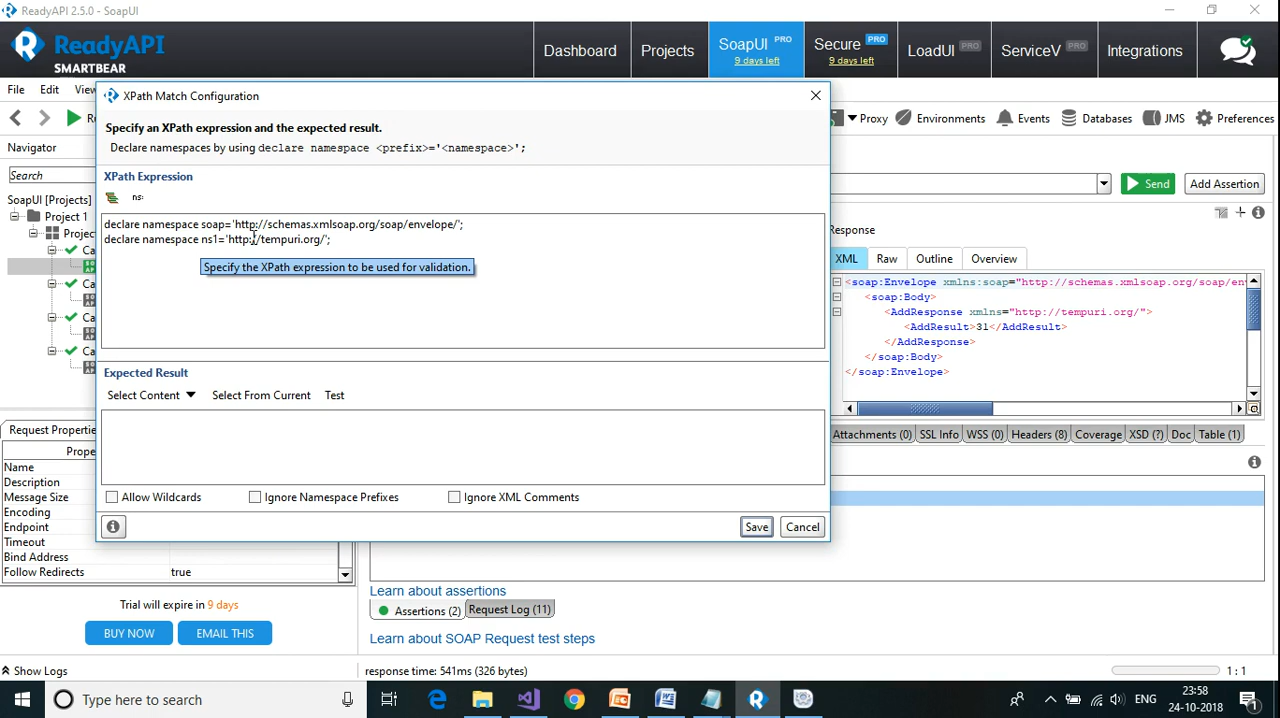 ReadyAPI 2.5.0 - SoapUI
ReadyAPI
SMARTBEAR
Dashboard
Projects
SoapUI PRO
9 days left
Secure PRO
9 days left
LoadUI PRO
ServiceV PRO
Integrations
File Edit
Proxy
Environments
Events
Databases
JMS
Preferences
XPath Match Configuration
Specify an XPath expression and the expected result.
Declare namespaces by using declare namespace <prefix>='<namespace>';
XPath Expression
ns:
declare namespace soap='http://schemas.xmlsoap.org/soap/envelope/';
declare namespace ns1='http://tempuri.org/';
Specify the XPath expression to be used for validation.
Expected Result
Select Content
Select From Current
Test
Allow Wildcards
Ignore Namespace Prefixes
Ignore XML Comments
Save
Cancel
Navigator
Search
SoapUI [Projects]
Project 1
Send
Add Assertion
XML
Raw
Outline
Overview
<soap:Envelope xmlns:soap="http://schemas.xmlsoap.org/soap/en
<soap:Body>
<AddResponse xmlns="http://tempuri.org/">
<AddResult>31</AddResult>
</AddResponse>
</soap:Body>
</soap:Envelope>
Attachments (0)
SSL Info
WSS (0)
Headers (8)
Coverage
XSD (?)
Doc
Table (1)
Name
Description
Message Size
Encoding
Endpoint
Timeout
Bind Address
Follow Redirects true
Trial will expire in 9 days
BUY NOW
EMAIL THIS
Learn about assertions
Assertions (2)
Request Log (11)
Learn about SOAP Request test steps
Show Logs
response time: 541ms (326 bytes)
1 : 1
Type here to search
ENG
23:58
24-10-2018
1